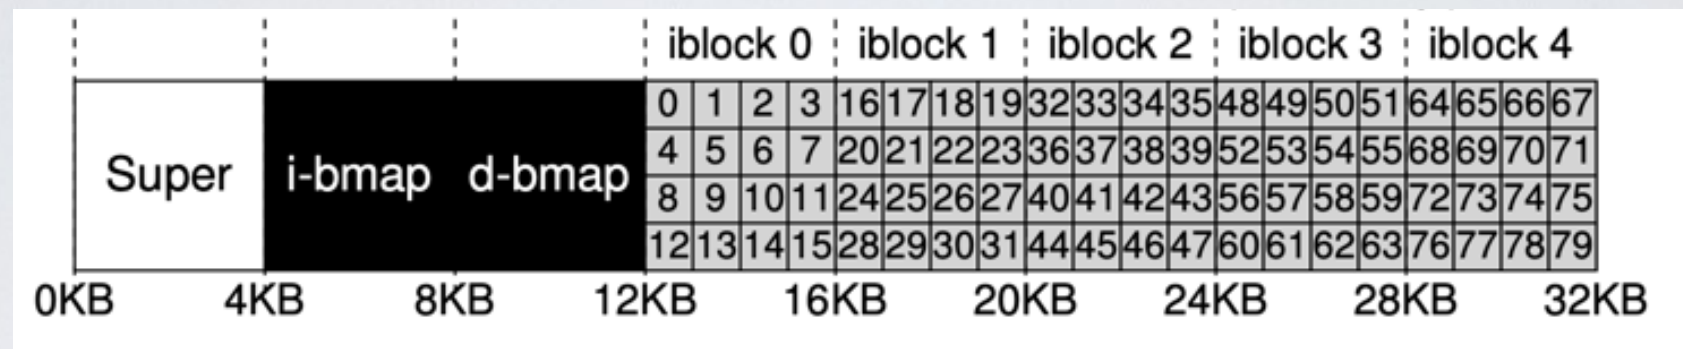 iblock 0 iblock 1 iblock 2 iblock 3 iblock 4
0 1 2 3 16 17 18 19 32 33 34 35 48 49 50 51 64 65 66 67
Super i-bmap d-bmap 4 5 6 7 20 21 22 23 36 37 38 39 52 53 54 55 68 69 70 71
8 9 10 11 24 25 26 27 40 41 42 43 56 57 58 59 72 73 74 75
12 13 14 15 28 29 30 31 44 45 46 47 60 61 62 63 76 77 78 79
0KB 4KB 8KB 12KB 16KB 20KB 24KB 28KB 32KB